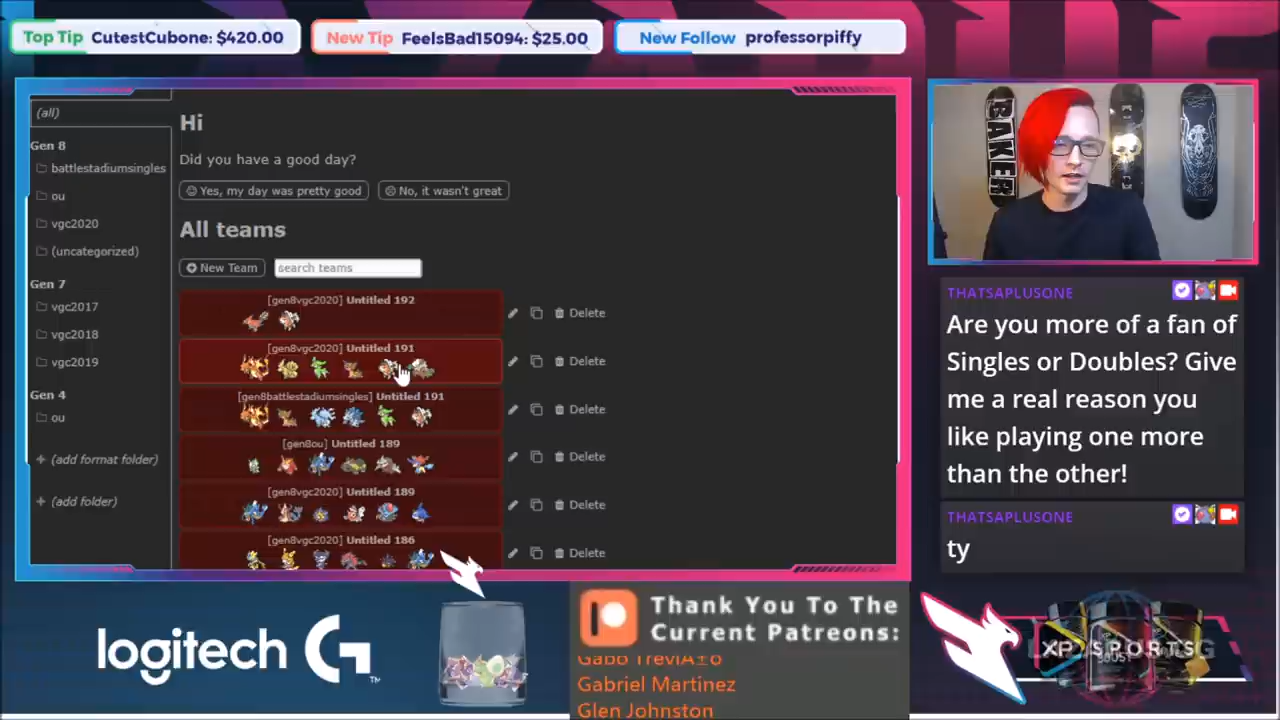 Top Tip CutestCubone: $420.00
New Tip FeelsBad15094: $25.00
New Follow professorpiffy
(all)
Gen 8
battlestadiumsingles
ou
vgc2020
(uncategorized)
Gen 7
vgc2017
vgc2018
vgc2019
Gen 4
ou
+ (add format folder)
+ (add folder)
Hi
Did you have a good day?
Yes, my day was pretty good No, it wasn't great
All teams
New Team search teams
[gen8vgc2020] Untitled 192
Delete
[gen8vgc2020] Untitled 191
Delete
[gen8battlestadiumsingles] Untitled 191
Delete
[gen8ou] Untitled 189
Delete
[gen8vgc2020] Untitled 189
Delete
[gen8vgc2020] Untitled 186
Delete
BAKER
THATSAPLUSONE
Are you more of a fan of
Singles or Doubles? Give
me a real reason you
like playing one more
than the other!
THATSAPLUSONE
ty
logitech G
Thank You To The
Current Patreons:
Gabo TreviÃ±o
Gabriel Martinez
Glen Johnston
XP SPORTS